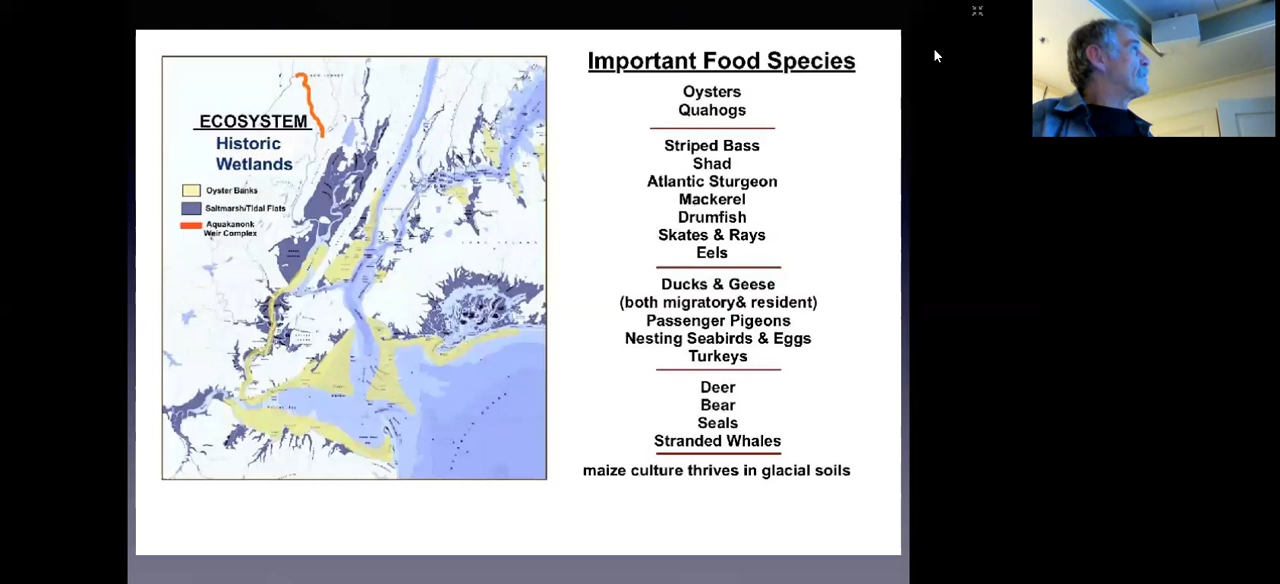 ECOSYSTEM
Historic
Wetlands
Oyster Banks
Saltmarsh/Tidal Flats
Aquakanonk
Weir Complex
Important Food Species
Oysters
Quahogs
Striped Bass
Shad
Atlantic Sturgeon
Mackerel
Drumfish
Skates & Rays
Eels
Ducks & Geese
(both migratory& resident)
Passenger Pigeons
Nesting Seabirds & Eggs
Turkeys
Deer
Bear
Seals
Stranded Whales
maize culture thrives in glacial soils